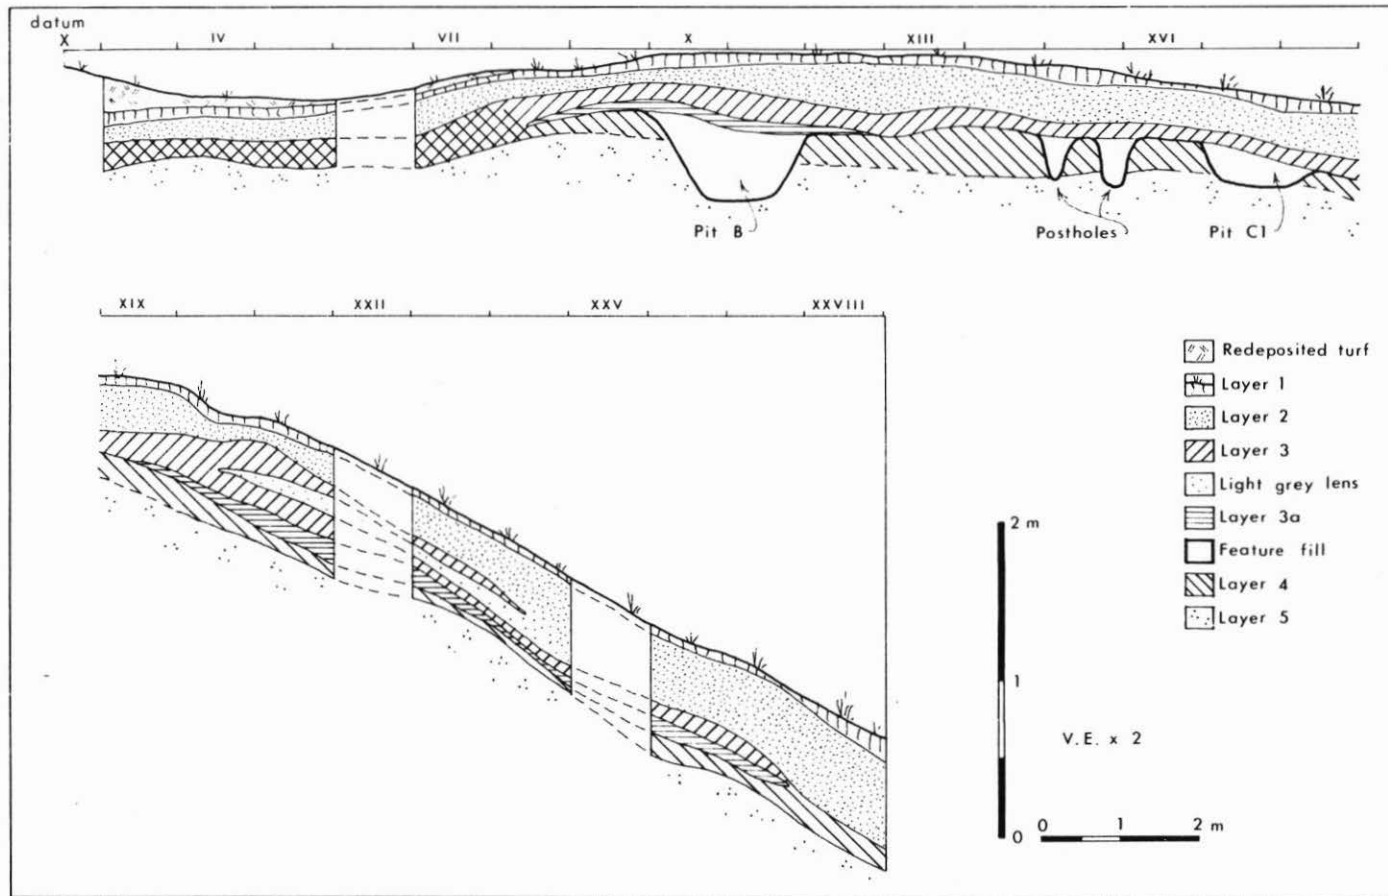 datum
X IV VII X XIII XVI
Pit B
Postholes
Pit C1
XIX XXII XXV XXVIII
Redeposited turf
Layer 1
Layer 2
Layer 3
Light grey lens
Layer 3a
Feature fill
Layer 4
Layer 5
2 m
1
0
V.E. x 2
0 1 2 m